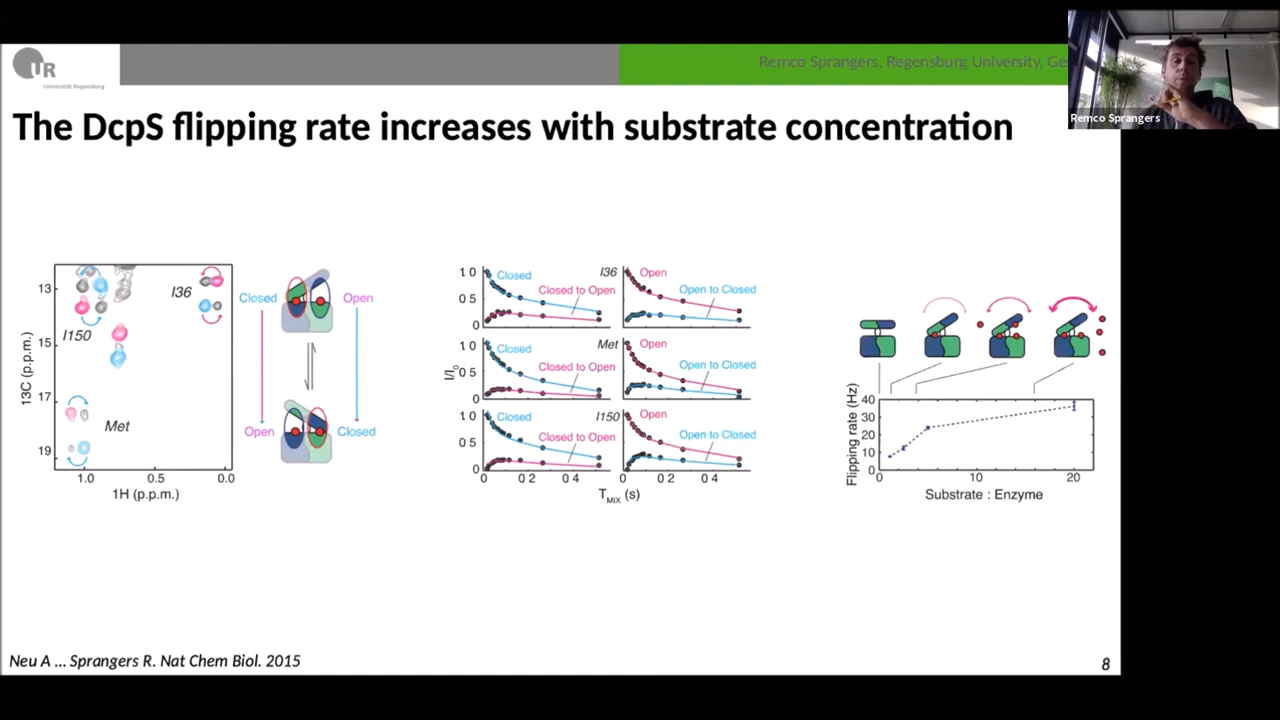 UR
Universität Regensburg
Remco Sprangers, Regensburg University, Ge
Remco Sprangers
The DcpS flipping rate increases with substrate concentration
13
15
17
19
13C (p.p.m.)
I36
I150
Met
1.0
0.5
0.0
1H (p.p.m.)
Closed
Open
Open
Closed
1 0
0 5
0
Closed
Closed to Open
I36
Open
Open to Closed
1 0
0 5
0
I/I0
Closed
Closed to Open
Met
Open
Open to Closed
1 0
0 5
0
Closed
Closed to Open
I150
Open
Open to Closed
0
0 2
0 4
0
0 2
0 4
TMIX (s)
Flipping rate (Hz)
40
30
20
10
0
0
10
20
Substrate : Enzyme
Neu A ... Sprangers R. Nat Chem Biol. 2015
8